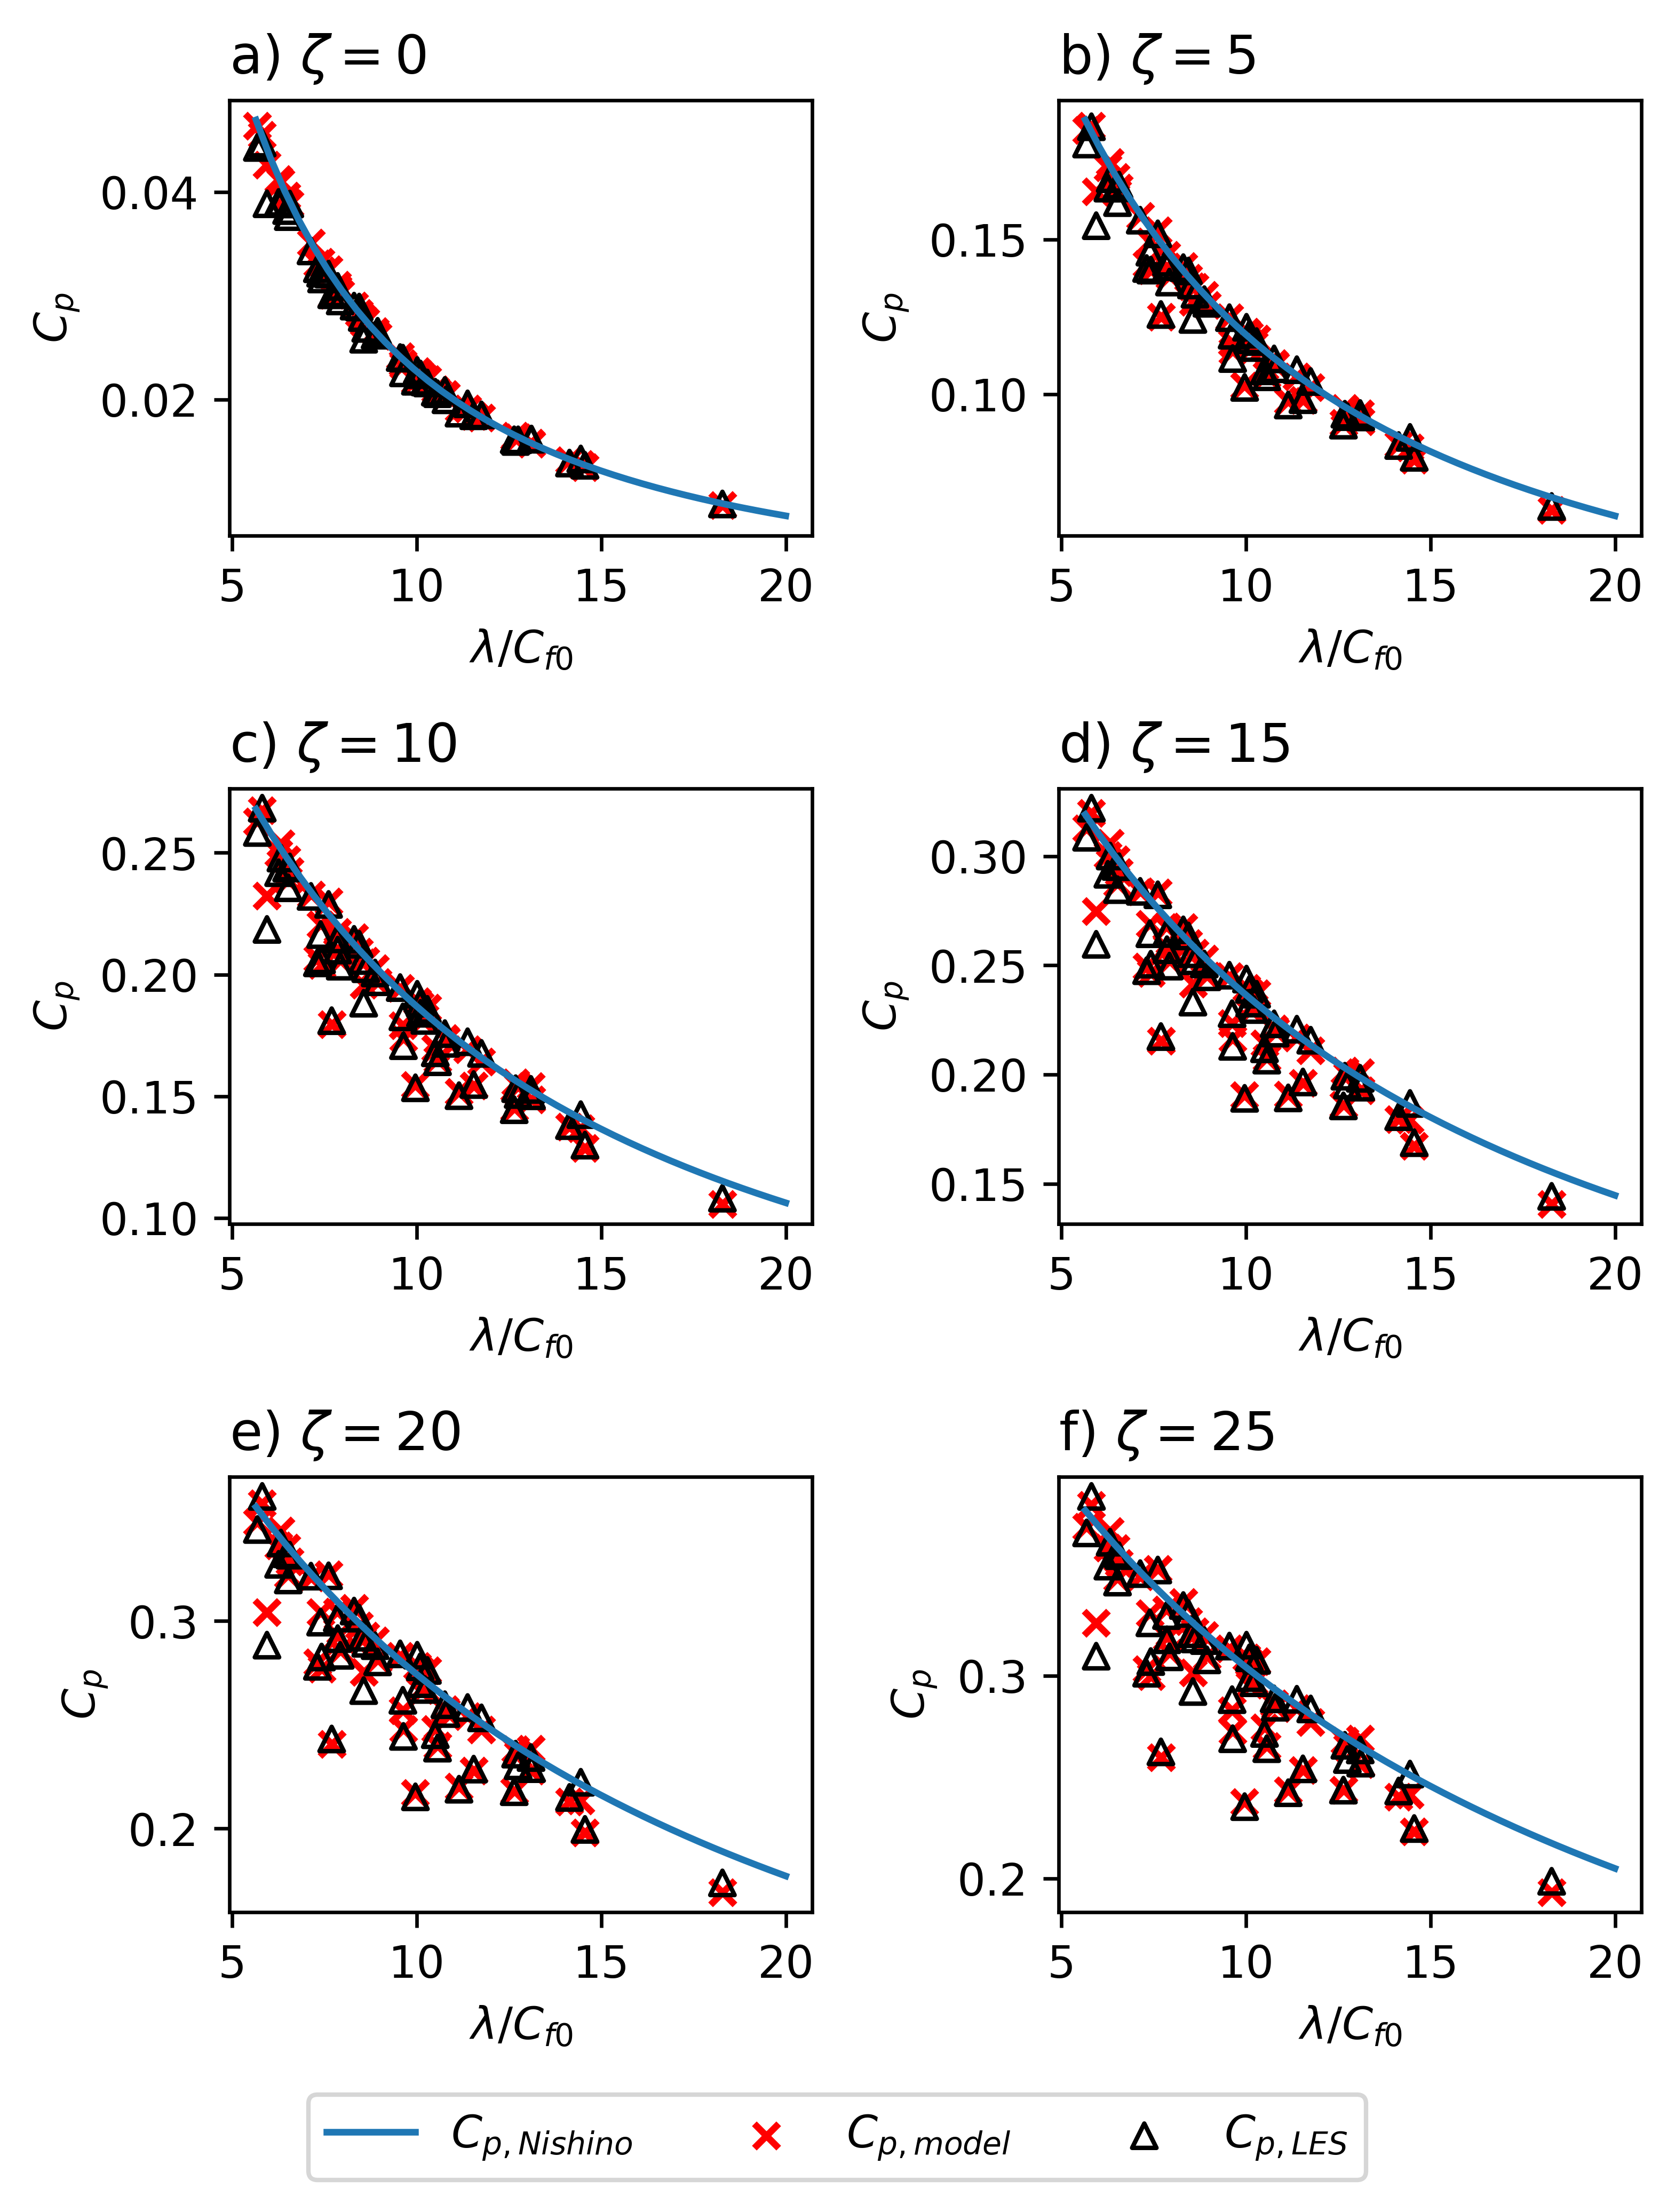 a) ζ = 0
b) ζ = 5
0.04
0.02
0.15
0.10
C_p
C_p
5 10 15 20
5 10 15 20
λ/C_f0
λ/C_f0
c) ζ = 10
d) ζ = 15
0.25
0.20
0.15
0.10
0.30
0.25
0.20
0.15
C_p
C_p
5 10 15 20
5 10 15 20
λ/C_f0
λ/C_f0
e) ζ = 20
f) ζ = 25
0.3
0.2
0.3
0.2
C_p
C_p
5 10 15 20
5 10 15 20
λ/C_f0
λ/C_f0
C_p, Nishino C_p, model C_p, LES